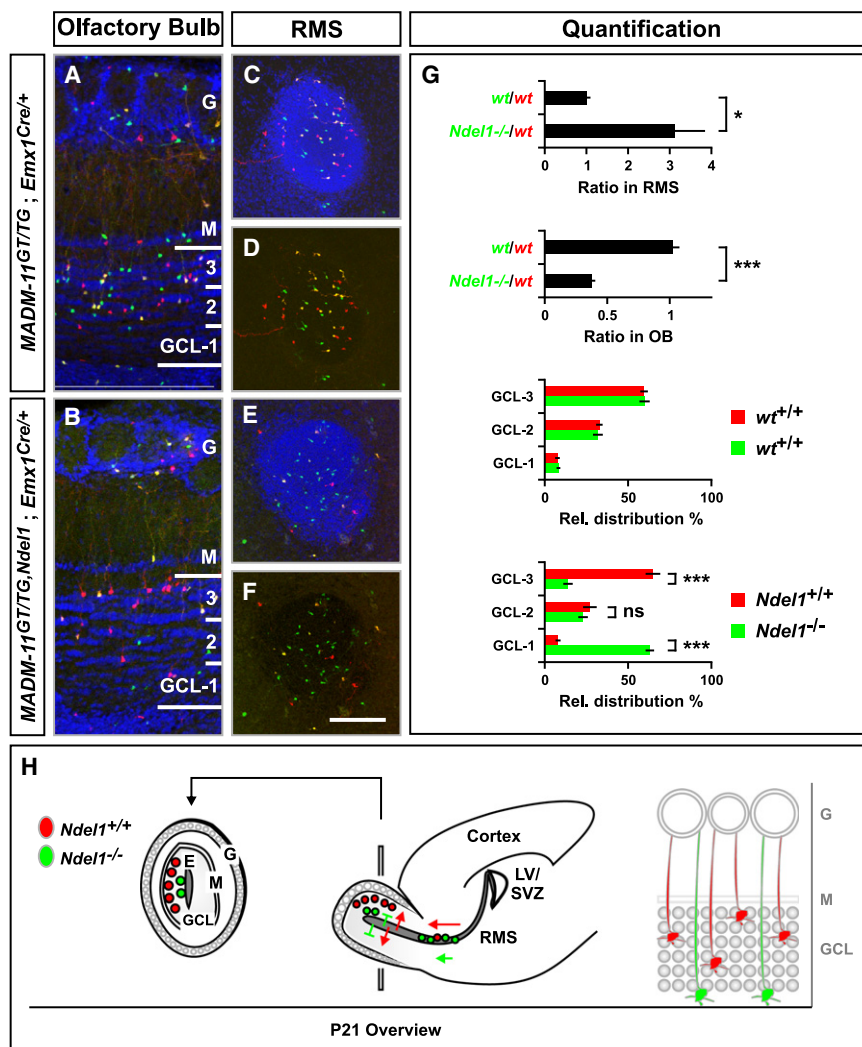 Olfactory Bulb
RMS
Quantification
MADM-11GT/TG ; Emx1Cre/+
MADM-11GT/TG,Ndel1 ; Emx1Cre/+
A
G
M
3
2
GCL-1
B
G
M
3
2
GCL-1
C
D
E
F
G
wt/wt
Ndel1-/-/wt
*
0 1 2 3 4
Ratio in RMS
wt/wt
Ndel1-/-/wt
***
0 0.5 1
Ratio in OB
GCL-3
GCL-2
GCL-1
0 50 100
Rel. distribution %
wt+/+
wt+/+
GCL-3
GCL-2
GCL-1
***
ns
***
0 50 100
Rel. distribution %
Ndel1+/+
Ndel1-/-
H
Ndel1+/+
Ndel1-/-
E
G
M
GCL
Cortex
LV/
SVZ
RMS
G
M
GCL
P21 Overview